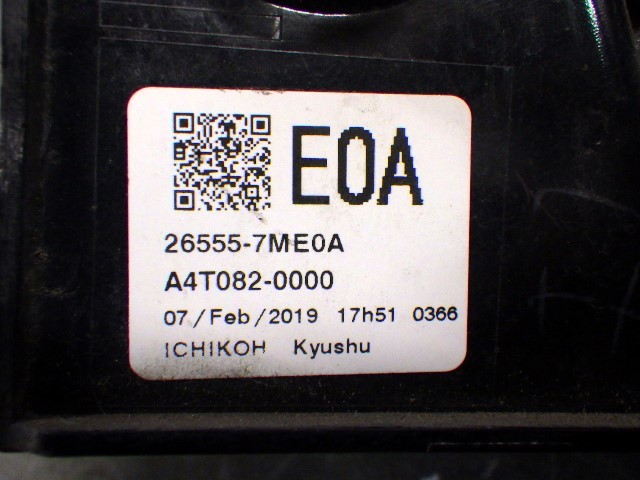 E0A
26555-7ME0A
A4T082-0000
07/Feb/2019 17h51 0366
ICHIKOH Kyushu